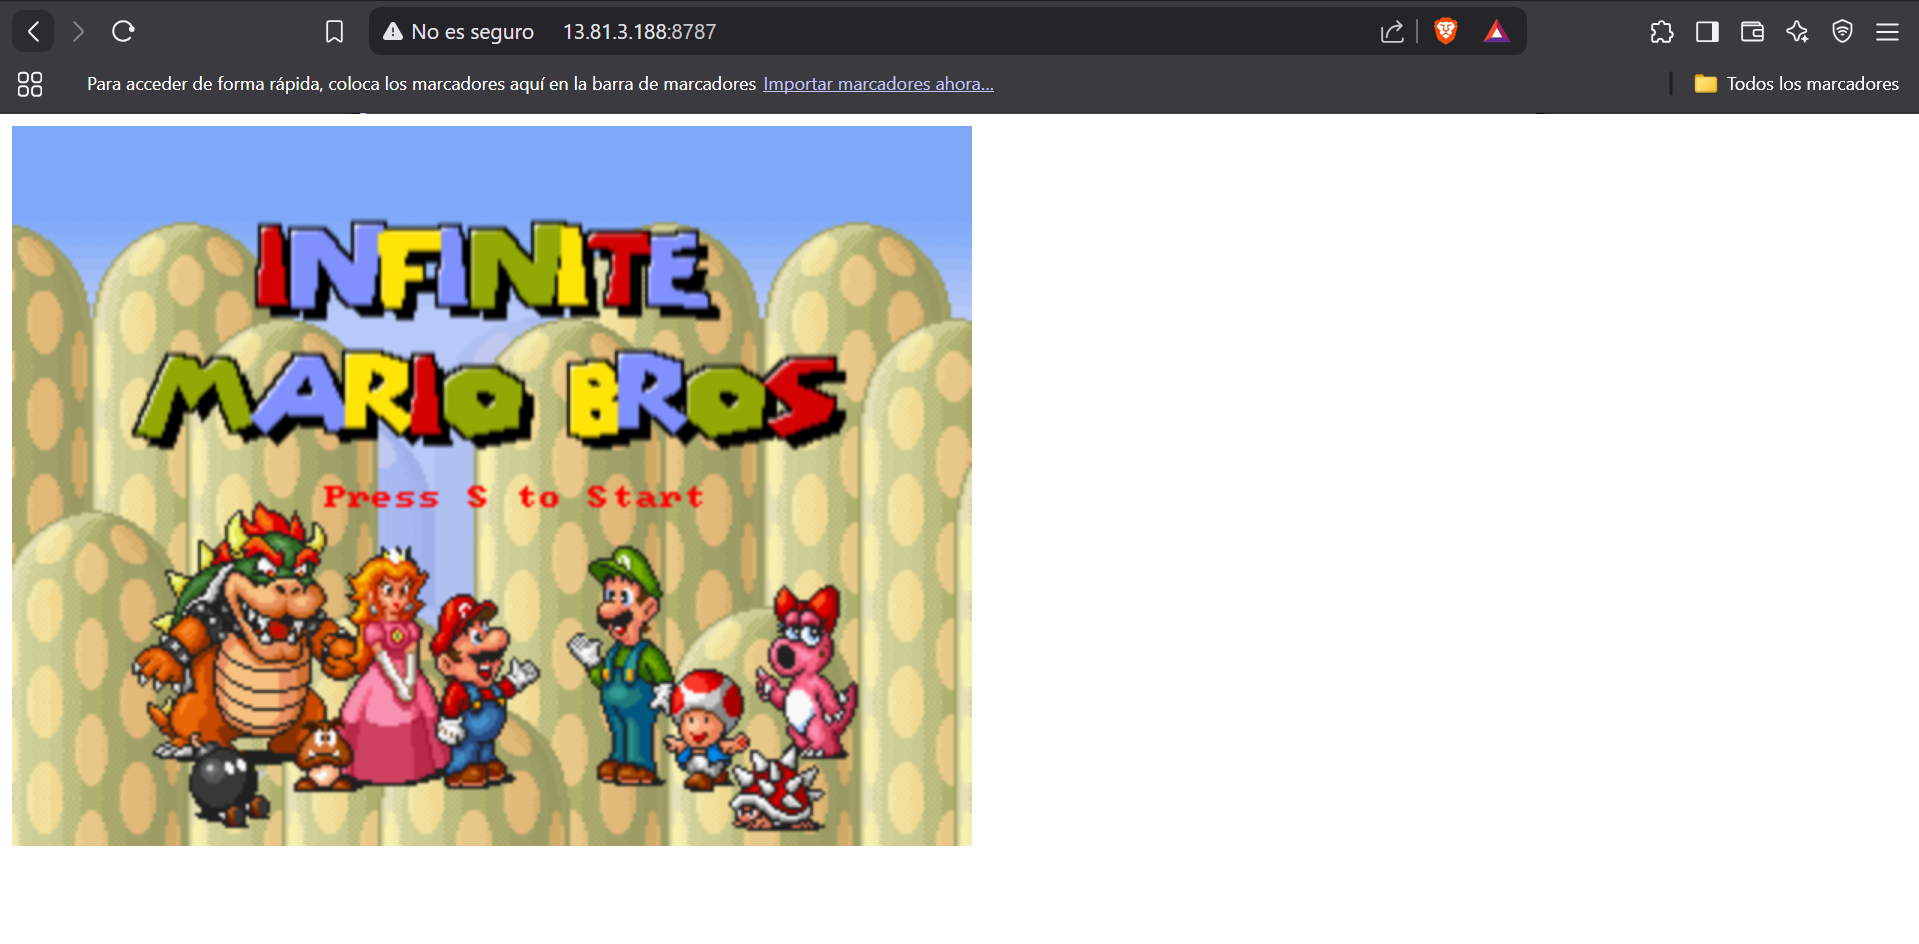 No es seguro 13.81.3.188:8787
Para acceder de forma rápida, coloca los marcadores aquí en la barra de marcadores Importar marcadores ahora... Todos los marcadores
INFINITE
MARIO BROS
Press S to Start